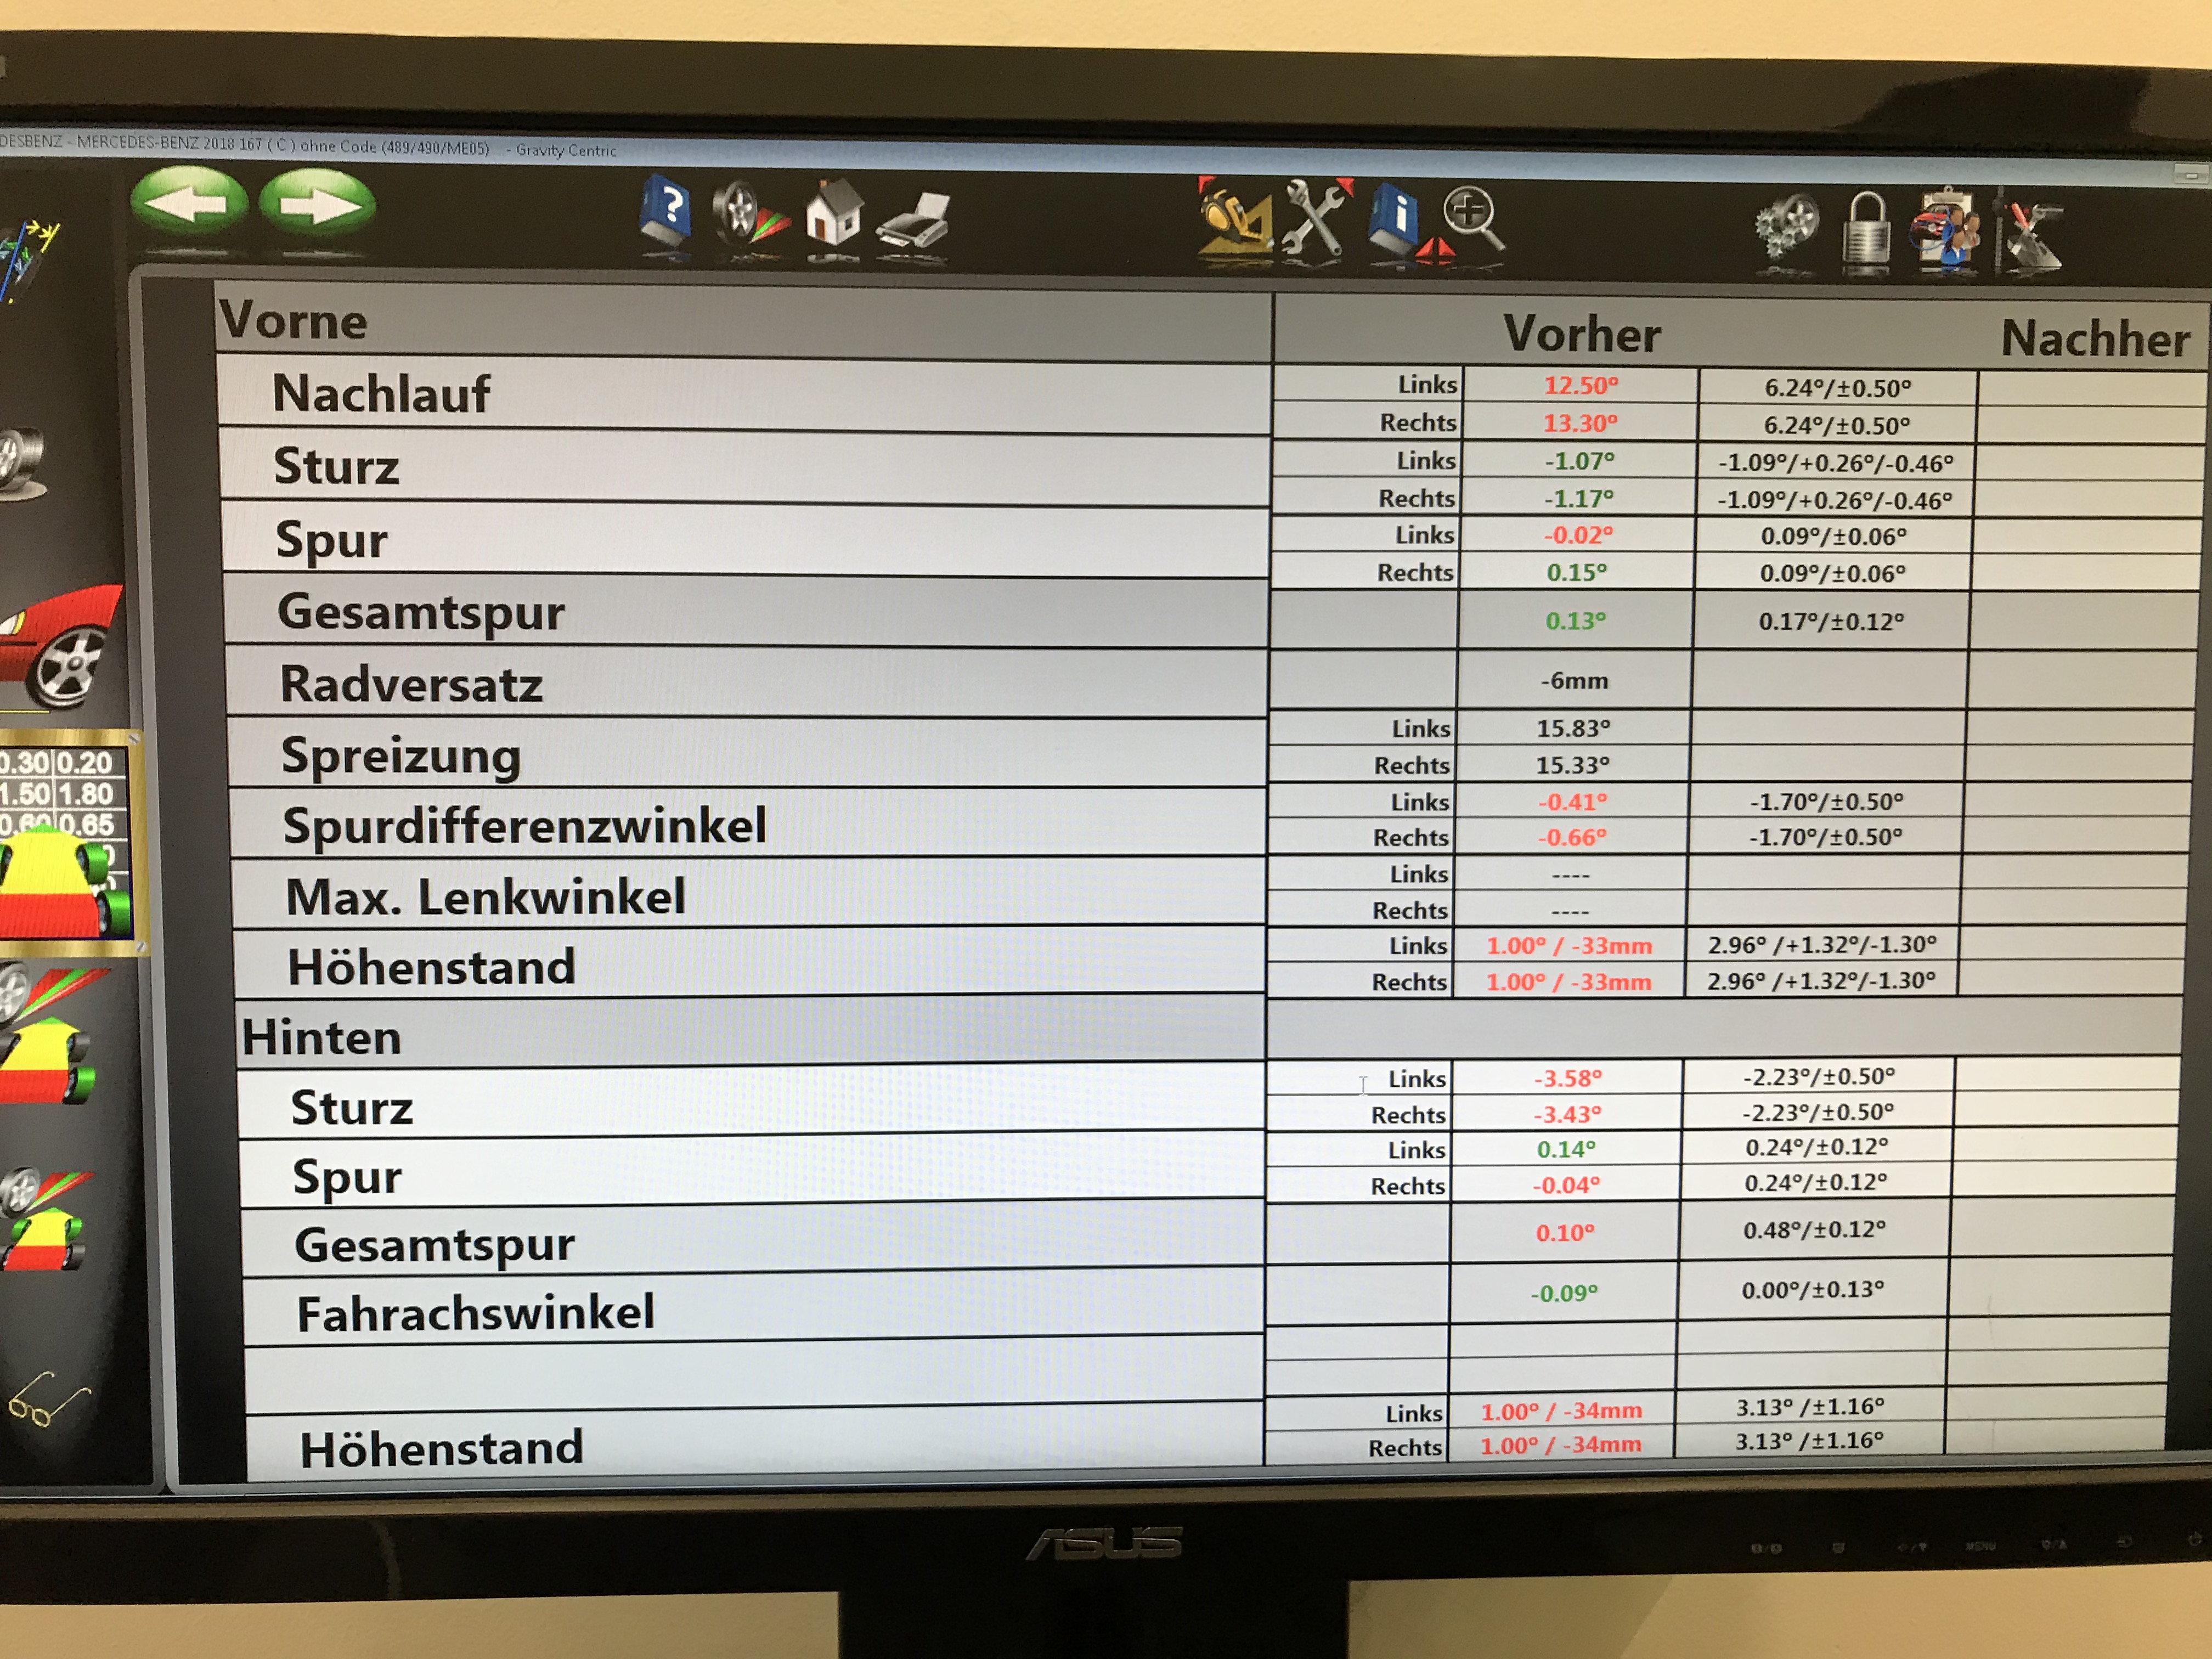 DESBENZ - MERCEDES-BENZ 2018 167 ( C ) ohne Code (489/490/ME05) - Gravity Centric
Vorne Vorher Nachher
Nachlauf
Links 12.50° 6.24°/±0.50°
Rechts 13.30° 6.24°/±0.50°
Sturz
Links -1.07° -1.09°/+0.26°/-0.46°
Rechts -1.17° -1.09°/+0.26°/-0.46°
Spur
Links -0.02° 0.09°/±0.06°
Rechts 0.15° 0.09°/±0.06°
Gesamtspur 0.13° 0.17°/±0.12°
Radversatz -6mm
Spreizung
Links 15.83°
Rechts 15.33°
Spurdifferenzwinkel
Links -0.41° -1.70°/±0.50°
Rechts -0.66° -1.70°/±0.50°
Max. Lenkwinkel
Links ----
Rechts ----
Höhenstand
Links 1.00° / -33mm 2.96° /+1.32°/-1.30°
Rechts 1.00° / -33mm 2.96° /+1.32°/-1.30°
Hinten
Sturz
Links -3.58° -2.23°/±0.50°
Rechts -3.43° -2.23°/±0.50°
Spur
Links 0.14° 0.24°/±0.12°
Rechts -0.04° 0.24°/±0.12°
Gesamtspur 0.10° 0.48°/±0.12°
Fahrachswinkel -0.09° 0.00°/±0.13°
Höhenstand
Links 1.00° / -34mm 3.13° /±1.16°
Rechts 1.00° / -34mm 3.13° /±1.16°
0.30 0.20
1.50 1.80
0.60 0.65
ASUS
MENU